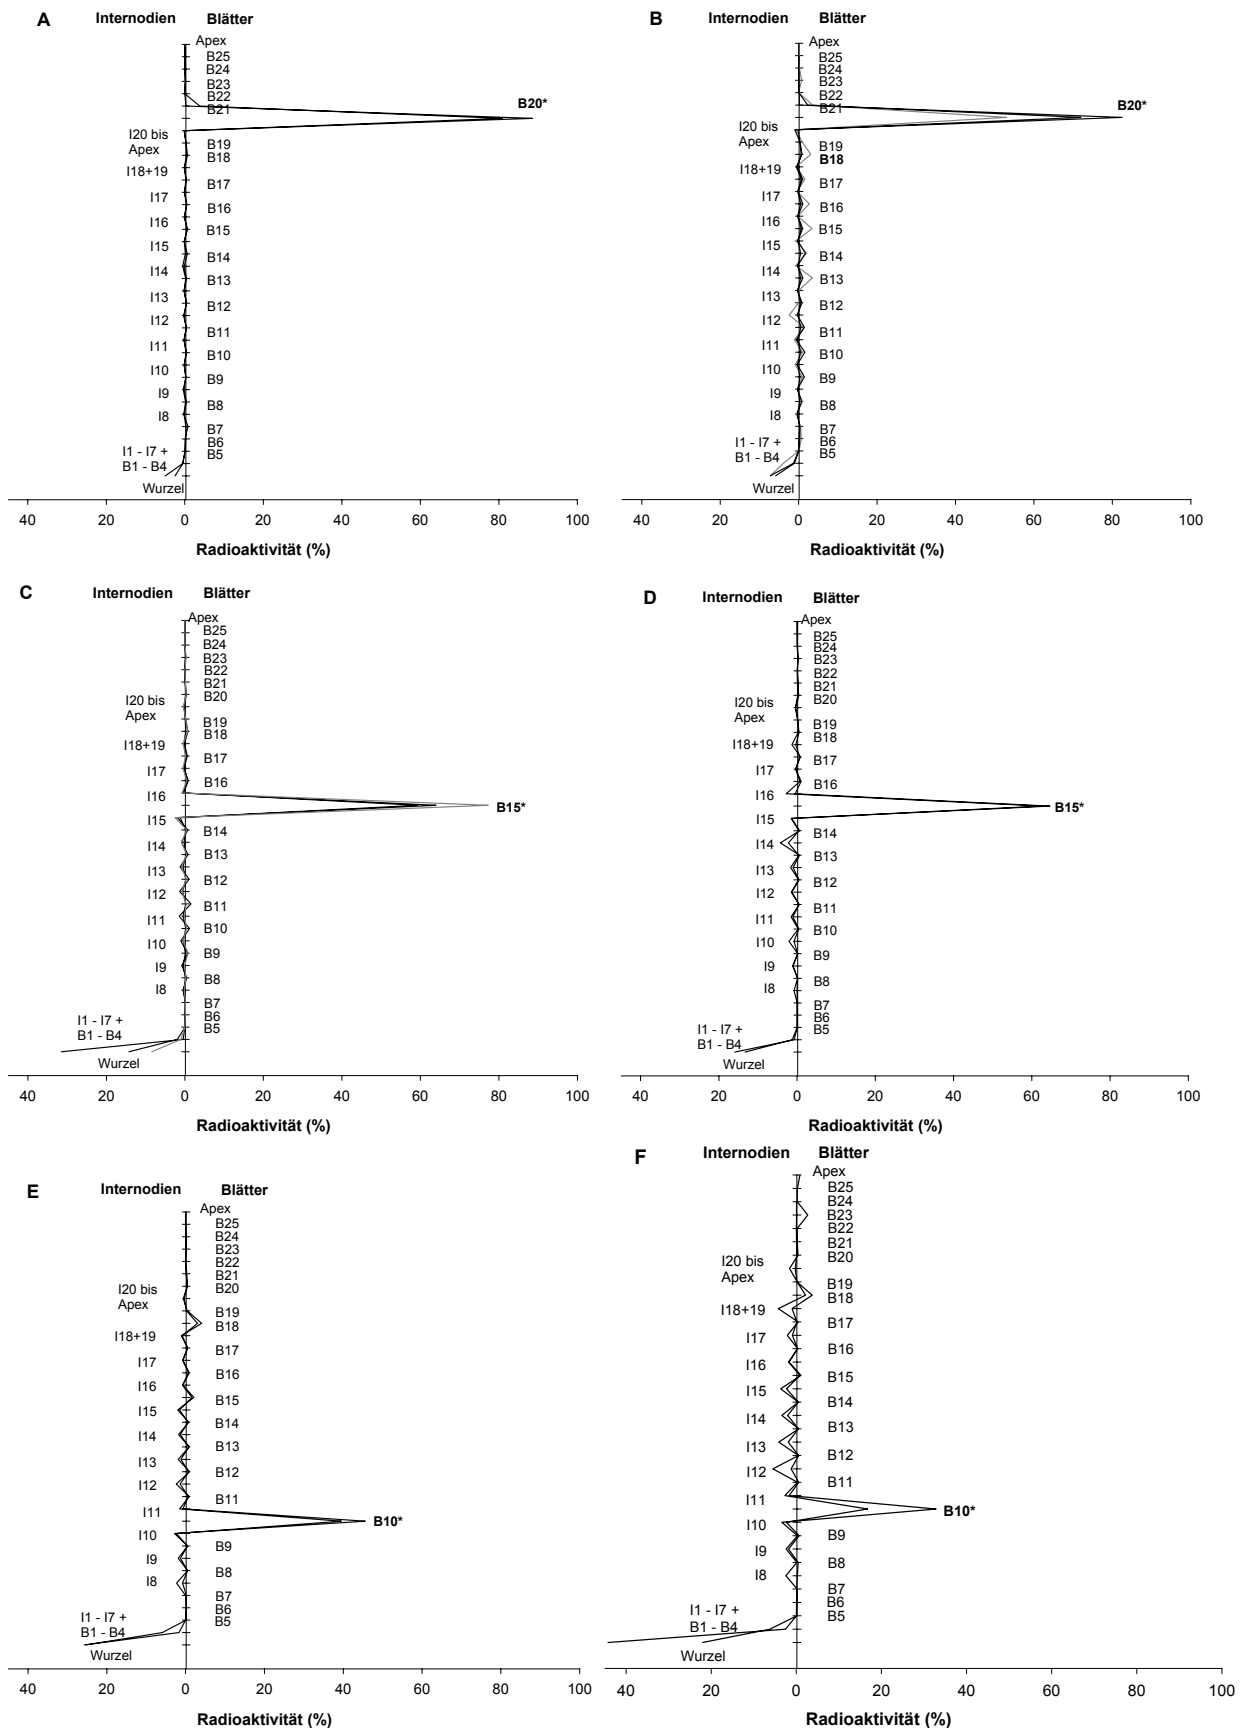 A
Internodien Blätter
Apex
B25
B24
B23
B22
B21
B20*
I20 bis
Apex
B19
B18
I18+19
B17
I17
B16
I16
B15
I15
B14
I14
B13
I13
B12
I12
B11
I11
B10
I10
B9
I9
B8
I8
B7
B6
I1 - I7 +
B5
B1 - B4
Wurzel
40 20 0 20 40 60 80 100
Radioaktivität (%)
B
Internodien Blätter
Apex
B25
B24
B23
B22
B21
B20*
I20 bis
Apex
B19
B18
I18+19
B17
I17
B16
I16
B15
I15
B14
I14
B13
I13
B12
I12
B11
I11
B10
I10
B9
I9
B8
I8
B7
B6
I1 - I7 +
B5
B1 - B4
Wurzel
40 20 0 20 40 60 80 100
Radioaktivität (%)
C
Internodien Blätter
Apex
B25
B24
B23
B22
B21
B20
I20 bis
Apex
B19
B18
I18+19
B17
I17
B16
I16
B15*
I15
B14
I14
B13
I13
B12
I12
B11
I11
B10
I10
B9
I9
B8
I8
B7
B6
I1 - I7 +
B5
B1 - B4
Wurzel
40 20 0 20 40 60 80 100
Radioaktivität (%)
D
Internodien Blätter
Apex
B25
B24
B23
B22
B21
B20
I20 bis
Apex
B19
B18
I18+19
B17
I17
B16
I16
B15*
I15
B14
I14
B13
I13
B12
I12
B11
I11
B10
I10
B9
I9
B8
I8
B7
B6
I1 - I7 +
B5
B1 - B4
Wurzel
40 20 0 20 40 60 80 100
Radioaktivität (%)
E
Internodien Blätter
Apex
B25
B24
B23
B22
B21
B20
I20 bis
Apex
B19
B18
I18+19
B17
I17
B16
I16
B15
I15
B14
I14
B13
I13
B12
I12
B11
I11
B10*
I10
B9
I9
B8
I8
B7
B6
I1 - I7 +
B5
B1 - B4
Wurzel
40 20 0 20 40 60 80 100
Radioaktivität (%)
F
Internodien Blätter
Apex
B25
B24
B23
B22
B21
B20
I20 bis
Apex
B19
B18
I18+19
B17
I17
B16
I16
B15
I15
B14
I14
B13
I13
B12
I12
B11
I11
B10*
I10
B9
I9
B8
I8
B7
B6
I1 - I7 +
B5
B1 - B4
Wurzel
40 20 0 20 40 60 80 100
Radioaktivität (%)